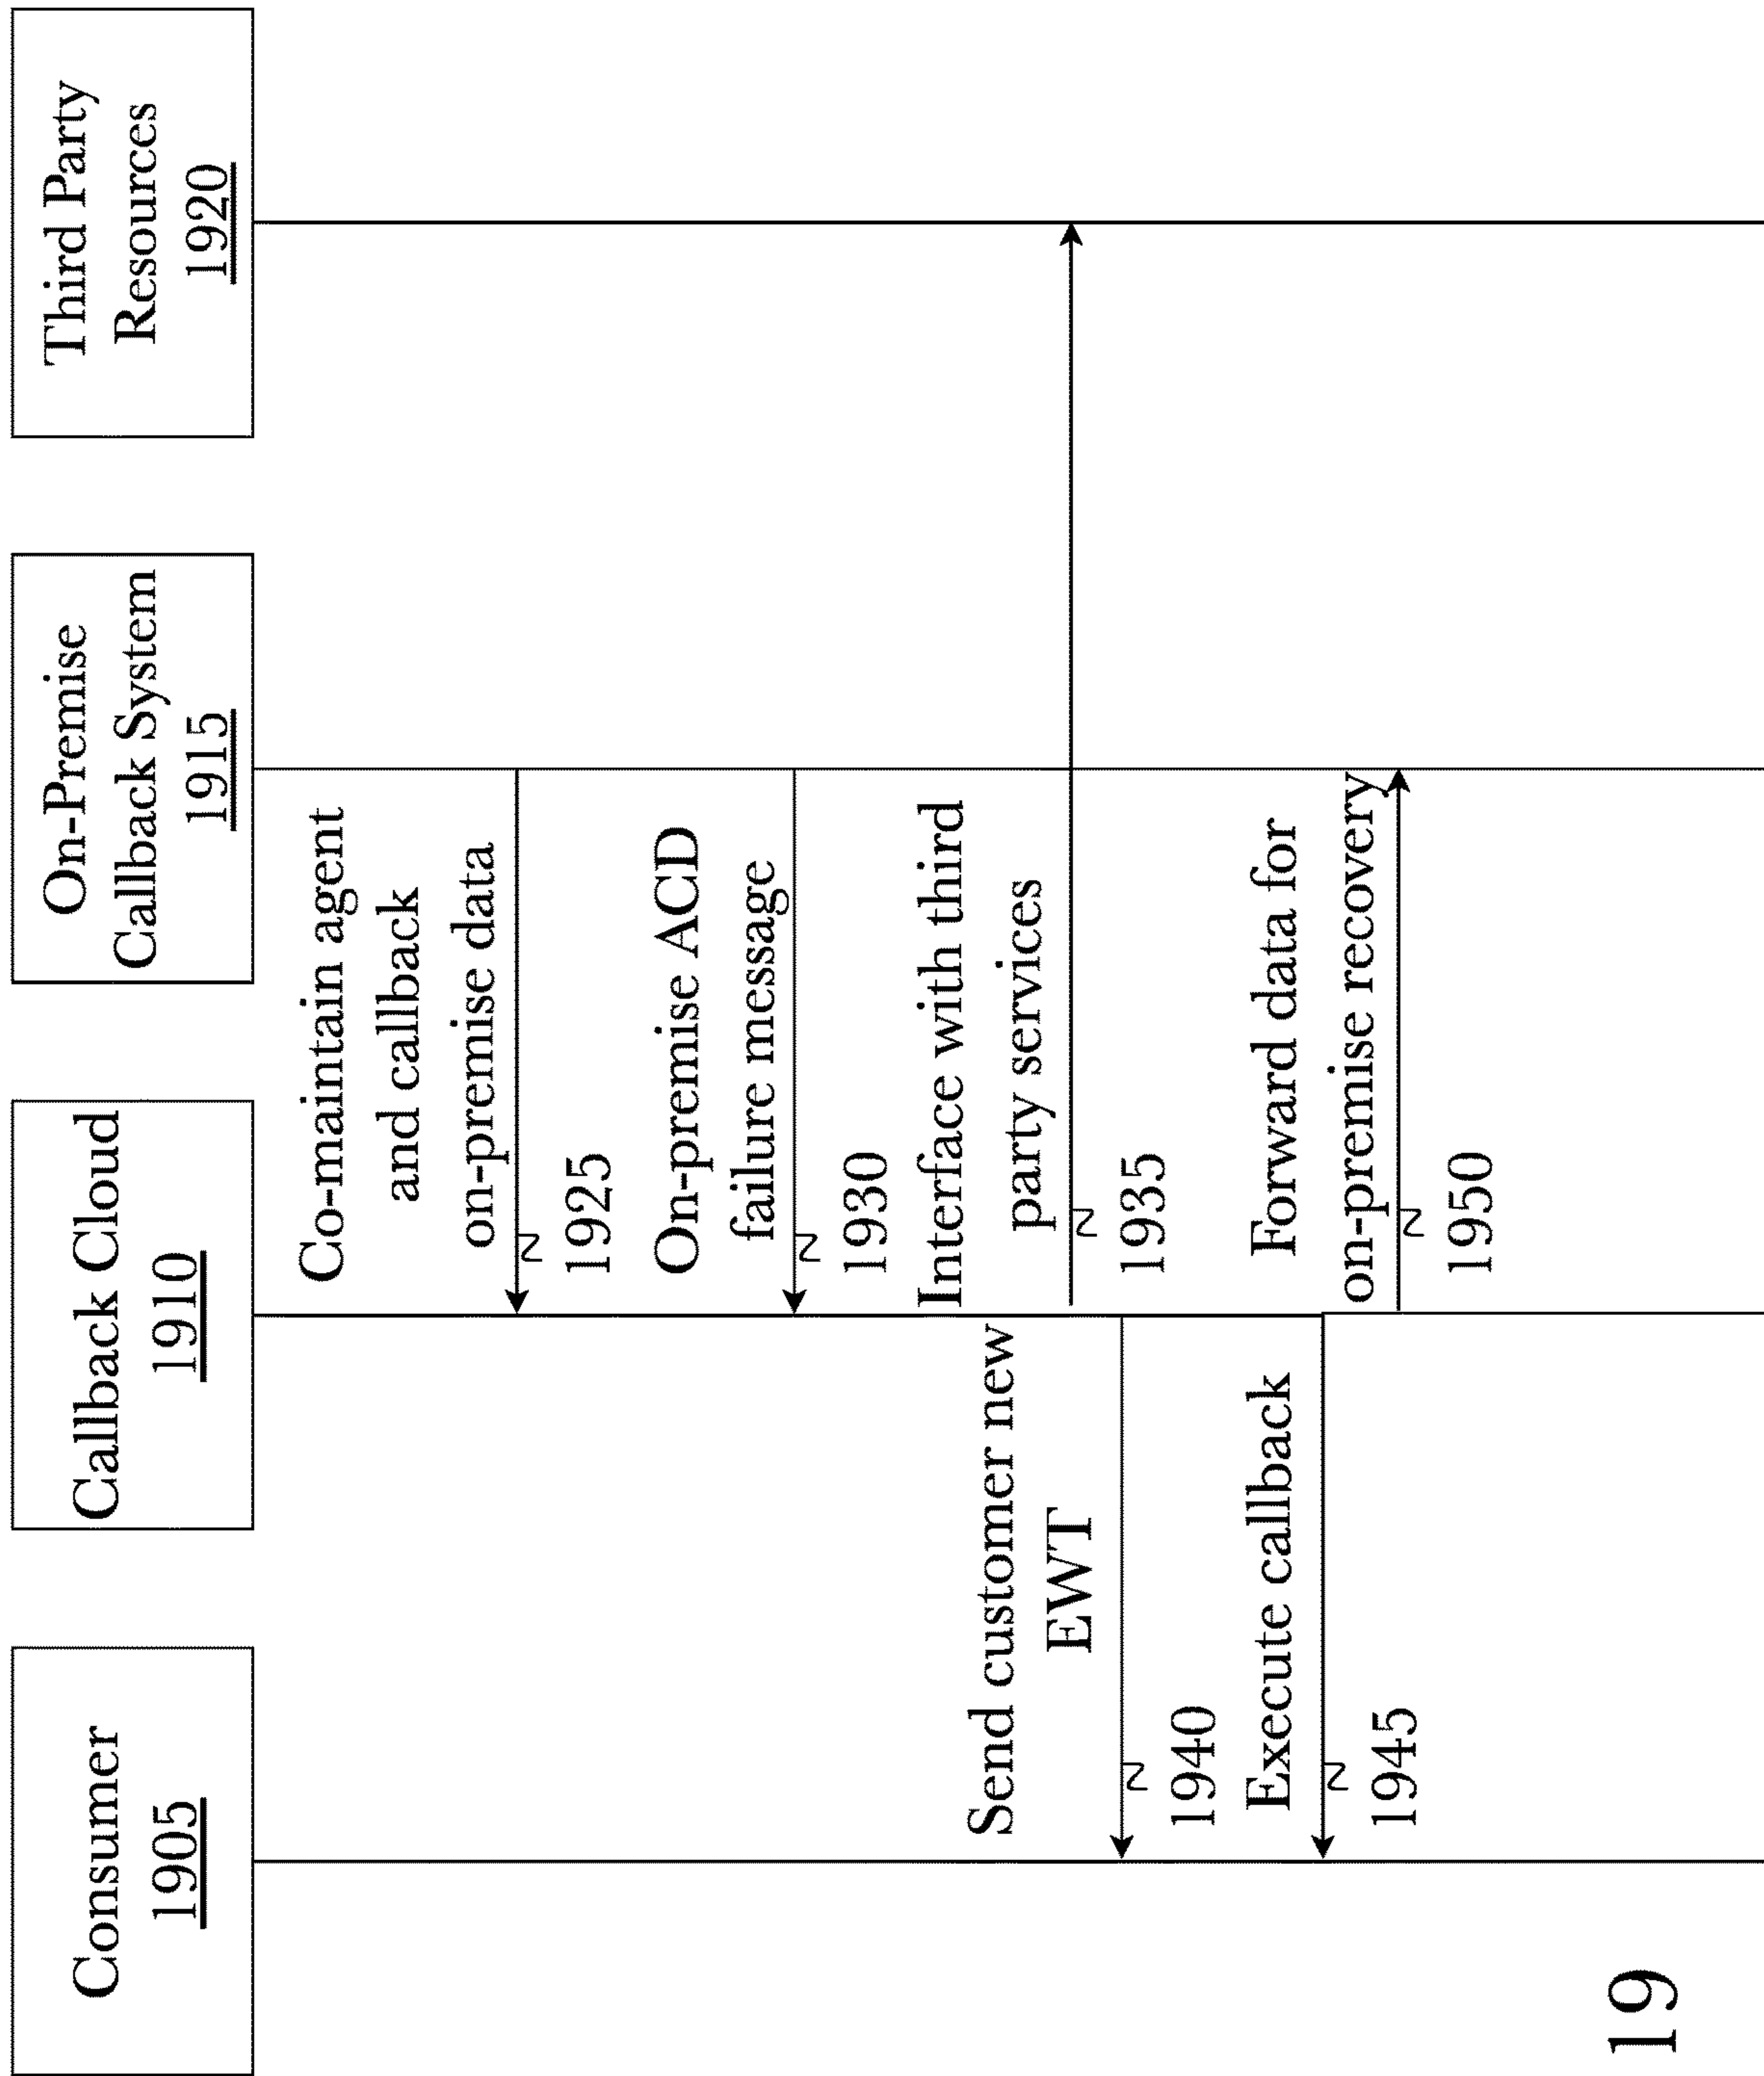 Consumer
1905
Callback Cloud
1910
On-Premise
Callback System
1915
Third Party
Resources
1920
Co-maintain agent
and callback
on-premise data
1925
On-premise ACD
failure message
1930
Interface with third
party services
1935
Send customer new
EWT
1940
Execute callback
1945
Forward data for
on-premise recovery
1950
19